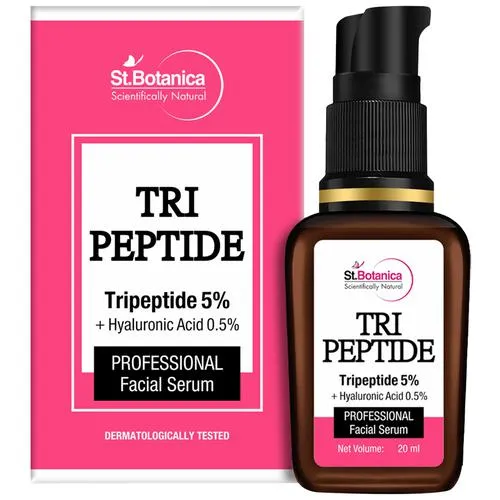 St.Botanica
Scientifically Natural
TRI
PEPTIDE
Tripeptide 5%
+ Hyaluronic Acid 0.5%
PROFESSIONAL
Facial Serum
DERMATOLOGICALLY TESTED
St.Botanica
Scientifically Natural
TRI
PEPTIDE
Tripeptide 5%
+ Hyaluronic Acid 0.5%
PROFESSIONAL
Facial Serum
Net Volume: 20 ml